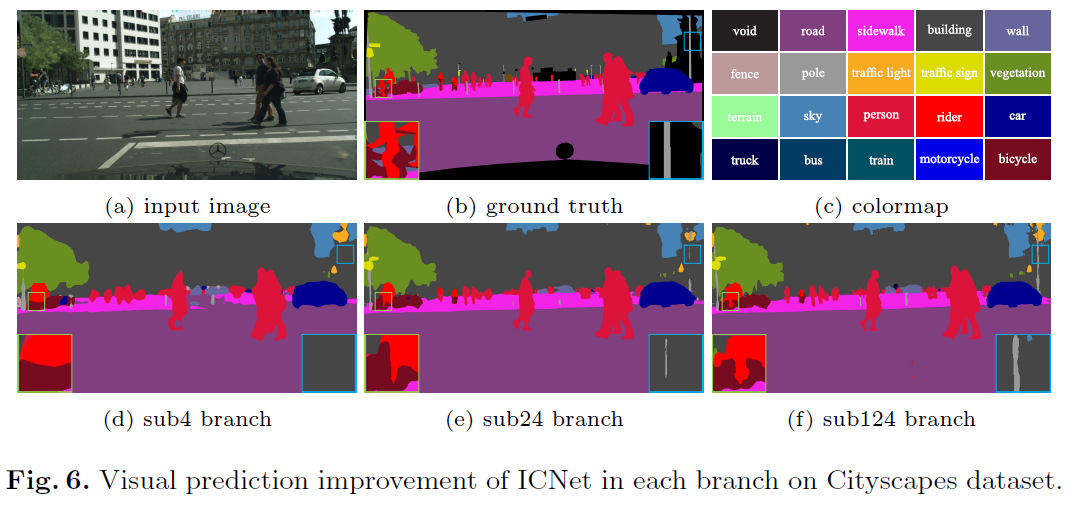 (a) input image
(b) ground truth
void road sidewalk building wall
fence pole traffic light traffic sign vegetation
terrain sky person rider car
truck bus train motorcycle bicycle
(c) colormap
(d) sub4 branch
(e) sub24 branch
(f) sub124 branch
Fig. 6. Visual prediction improvement of ICNet in each branch on Cityscapes dataset.